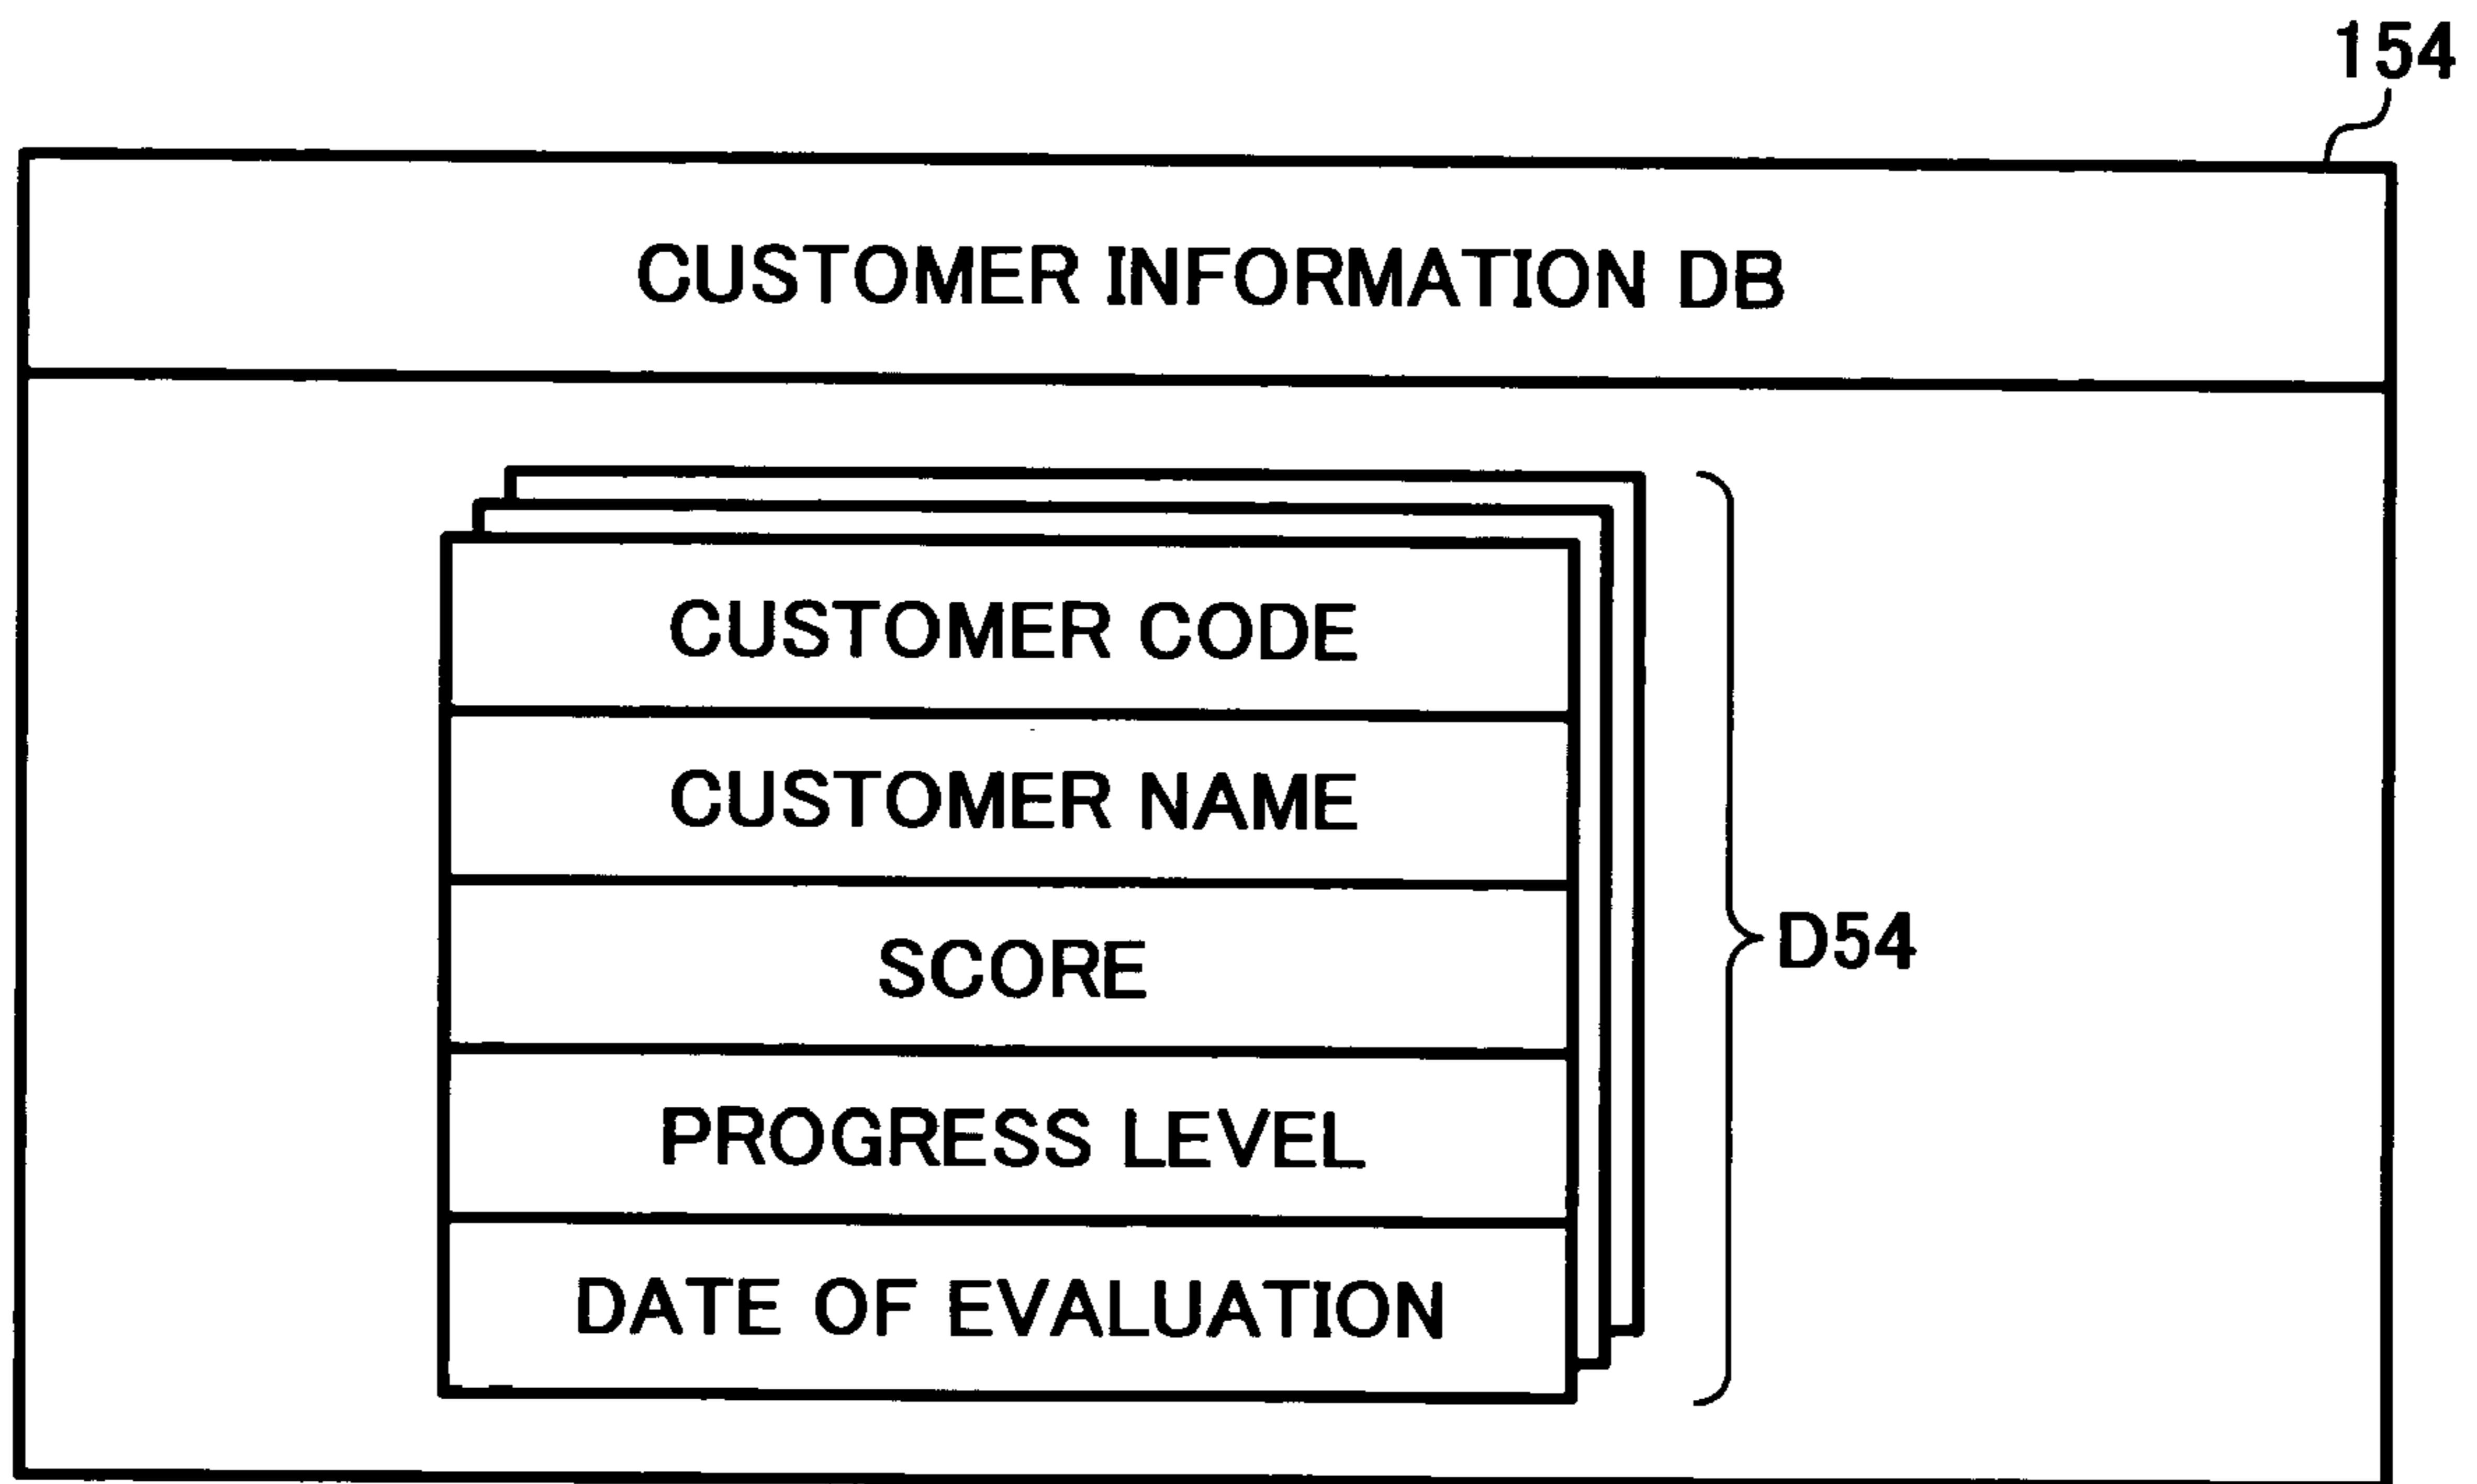 154
CUSTOMER INFORMATION DB
CUSTOMER CODE
CUSTOMER NAME
SCORE
D54
PROGRESS LEVEL
DATE OF EVALUATION